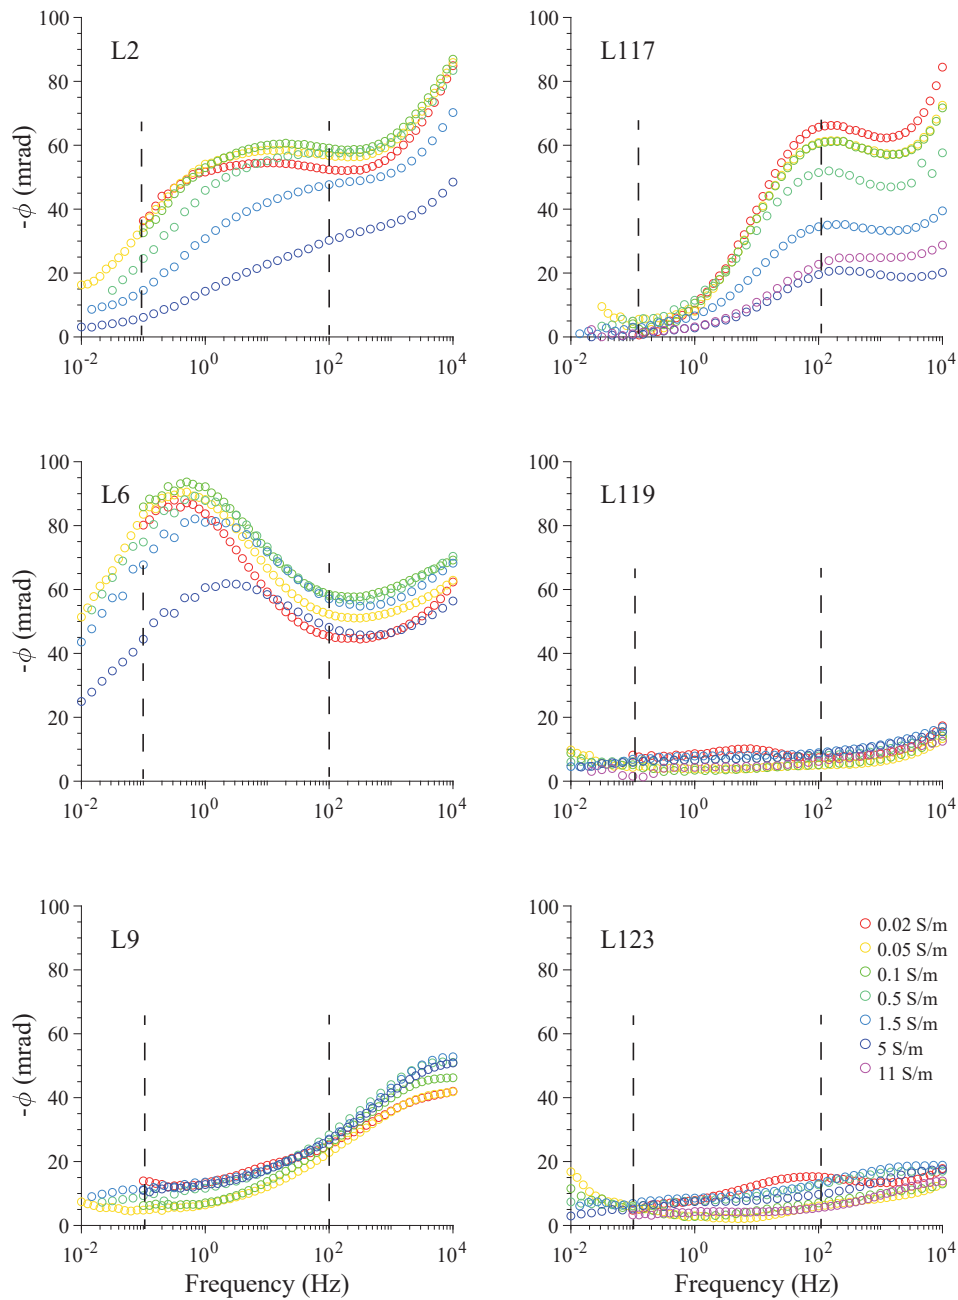 L2
-ϕ (mrad)
100
80
60
40
20
0
10⁻² 10⁰ 10² 10⁴
L117
100
80
60
40
20
0
10⁻² 10⁰ 10² 10⁴
L6
-ϕ (mrad)
100
80
60
40
20
0
10⁻² 10⁰ 10² 10⁴
L119
100
80
60
40
20
0
10⁻² 10⁰ 10² 10⁴
L9
-ϕ (mrad)
100
80
60
40
20
0
10⁻² 10⁰ 10² 10⁴
Frequency (Hz)
L123
100
80
60
40
20
0
10⁻² 10⁰ 10² 10⁴
Frequency (Hz)
0.02 S/m
0.05 S/m
0.1 S/m
0.5 S/m
1.5 S/m
5 S/m
11 S/m